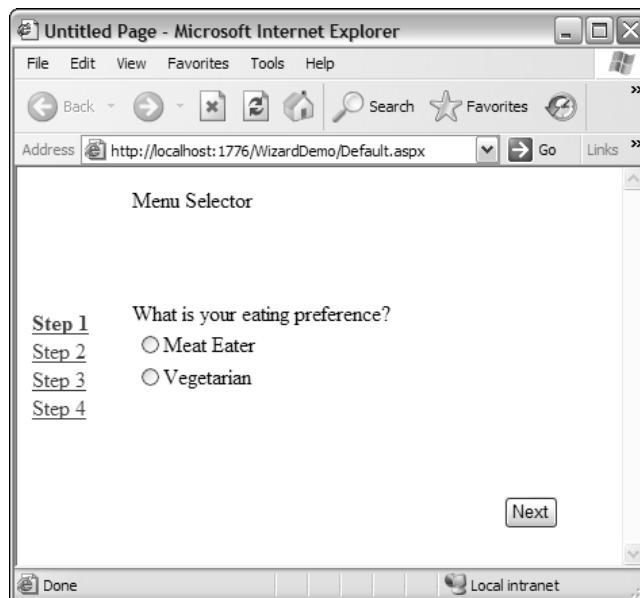 Untitled Page - Microsoft Internet Explorer
File Edit View Favorites Tools Help
Back Search Favorites »
Address http://localhost:1776/WizardDemo/Default.aspx Go Links »
Menu Selector
What is your eating preference?
Step 1
Meat Eater
Step 2
Vegetarian
Step 3
Step 4
Next
Done Local intranet